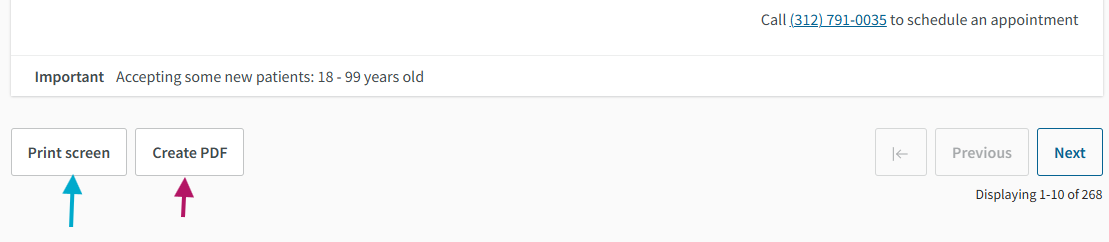 Call (312) 791-0035 to schedule an appointment
Important Accepting some new patients: 18 - 99 years old
Print screen Create PDF |← Previous Next
Displaying 1-10 of 268